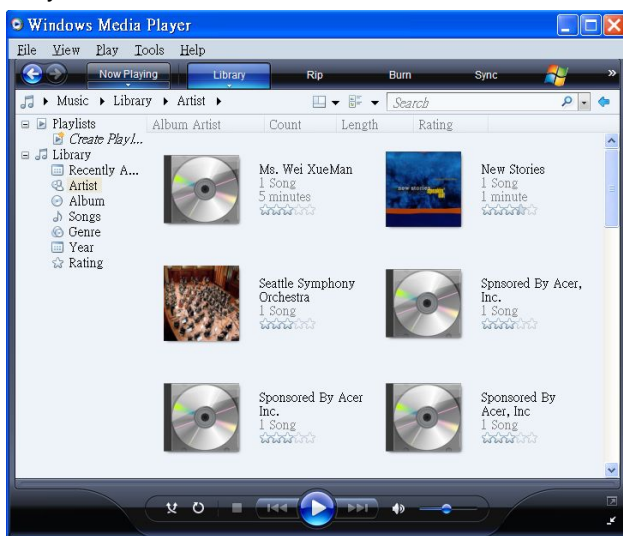 Windows Media Player
File View Play Tools Help
Now Playing Library Rip Burn Sync »
Music Library Artist Search
Playlists
Create Playl...
Library
Recently A...
Artist
Album
Songs
Genre
Year
Rating
Album Artist Count Length Rating
Ms. Wei XueMan
1 Song
5 minutes
New Stories
1 Song
1 minute
Seattle Symphony
Orchestra
1 Song
Spnsored By Acer,
Inc.
1 Song
Sponsored By Acer
Inc.
1 Song
Sponsored By
Acer, Inc
1 Song